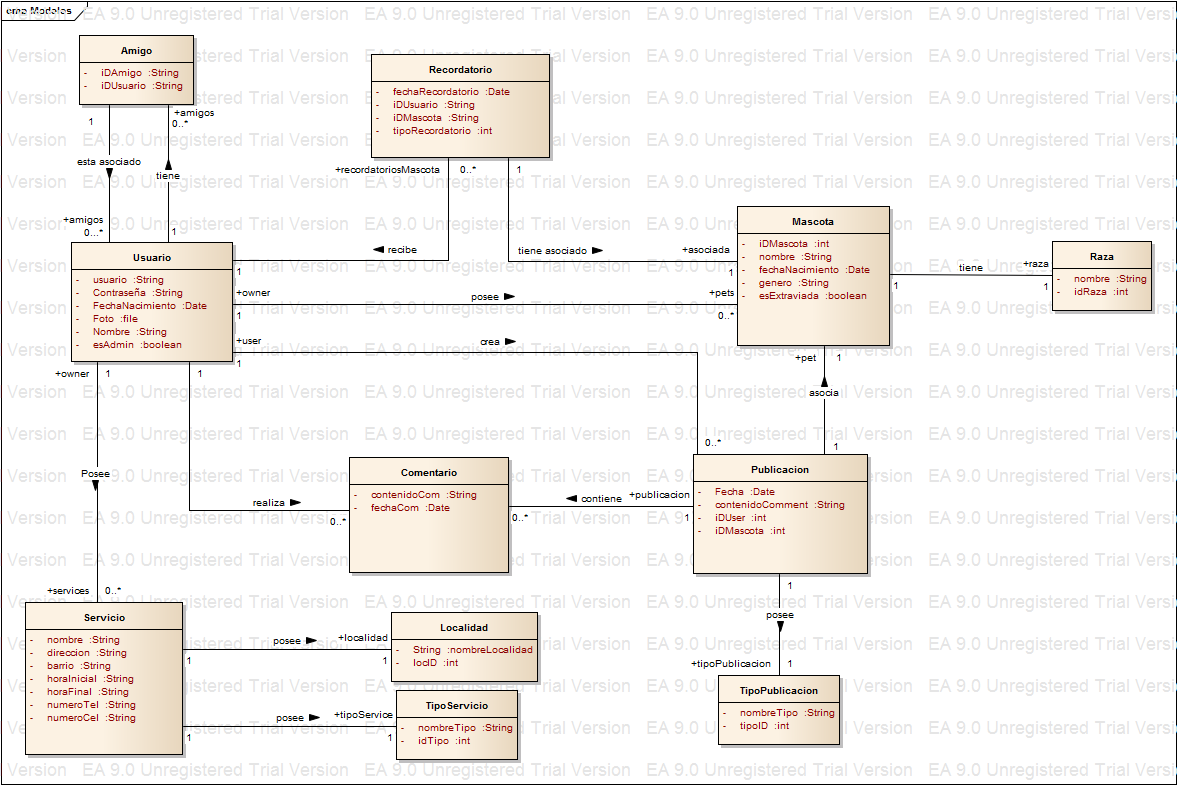 cmp Modelos
EA 9.0 Unregistered Trial Version
Amigo
- iDAmigo :String
- iDUsuario :String
1
+amigos
0..*
esta asociado
tiene
+amigos
0...*
1
Recordatorio
- fechaRecordatorio :Date
- iDUsuario :String
- iDMascota :String
- tipoRecordatorio :int
+recordatoriosMascota
0..*
1
recibe
1
tiene asociado
+asociada
1
Usuario
- usuario :String
- Contraseña :String
- FechaNacimiento :Date
- Foto :file
- Nombre :String
- esAdmin :boolean
Mascota
- iDMascota :int
- nombre :String
- fechaNacimiento :Date
- genero :String
- esExtraviada :boolean
Raza
- nombre :String
- idRaza :int
tiene
+raza
1
1
+owner
1
posee
+pets
0..*
+user
1
crea
0..*
+pet
1
asocia
1
+owner
1
1
Posee
realiza
0..*
Comentario
- contenidoCom :String
- fechaCom :Date
contiene
+publicacion
0..*
1
Publicacion
- Fecha :Date
- contenidoComment :String
- iDUser :int
- iDMascota :int
1
posee
+tipoPublicacion
1
+services
0..*
Servicio
- nombre :String
- direccion :String
- barrio :String
- horaInicial :String
- horaFinal :String
- numeroTel :String
- numeroCel :String
posee
+localidad
1
1
Localidad
- String :nombreLocalidad
- locID :int
posee
+tipoService
1
1
TipoServicio
- nombreTipo :String
- idTipo :int
TipoPublicacion
- nombreTipo :String
- tipoID :int